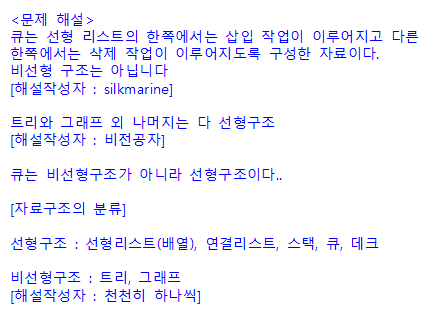 <문제 해설>
큐는 선형 리스트의 한쪽에서는 삽입 작업이 이루어지고 다른
한쪽에서는 삭제 작업이 이루어지도록 구성한 자료이다.
비선형 구조는 아닙니다
[해설작성자 : silkmarine]
트리와 그래프 외 나머지는 다 선형구조
[해설작성자 : 비전공자]
큐는 비선형구조가 아니라 선형구조이다..
[자료구조의 분류]
선형구조 : 선형리스트(배열), 연결리스트, 스택, 큐, 데크
비선형구조 : 트리, 그래프
[해설작성자 : 천천히 하나씩]